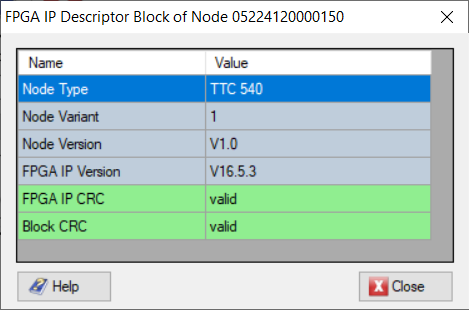 FPGA IP Descriptor Block of Node 05224120000150
Name Value
Node Type TTC 540
Node Variant 1
Node Version V1.0
FPGA IP Version V16.5.3
FPGA IP CRC valid
Block CRC valid
Help Close